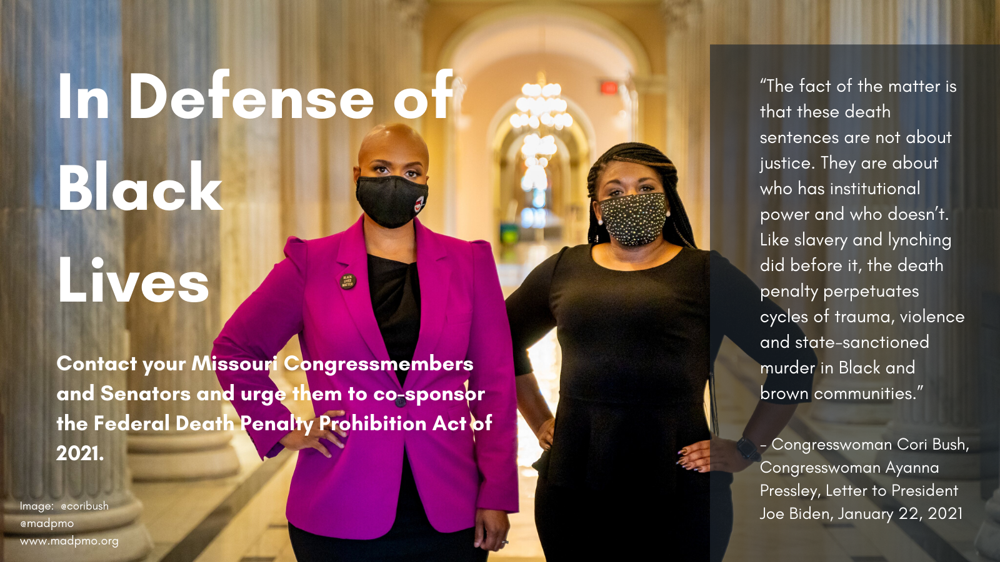 In Defense of
Black
Lives
Contact your Missouri Congressmembers
and Senators and urge them to co-sponsor
the Federal Death Penalty Prohibition Act of
2021.
Image:  @coribush
@madpmo
www.madpmo.org
BLACK
LIVES
MATTER
“The fact of the matter is
that these death
sentences are not about
justice. They are about
who has institutional
power and who doesn’t.
Like slavery and lynching
did before it, the death
penalty perpetuates
cycles of trauma, violence
and state-sanctioned
murder in Black and
brown communities.”
- Congresswoman Cori Bush,
Congresswoman Ayanna
Pressley, Letter to President
Joe Biden, January 22, 2021